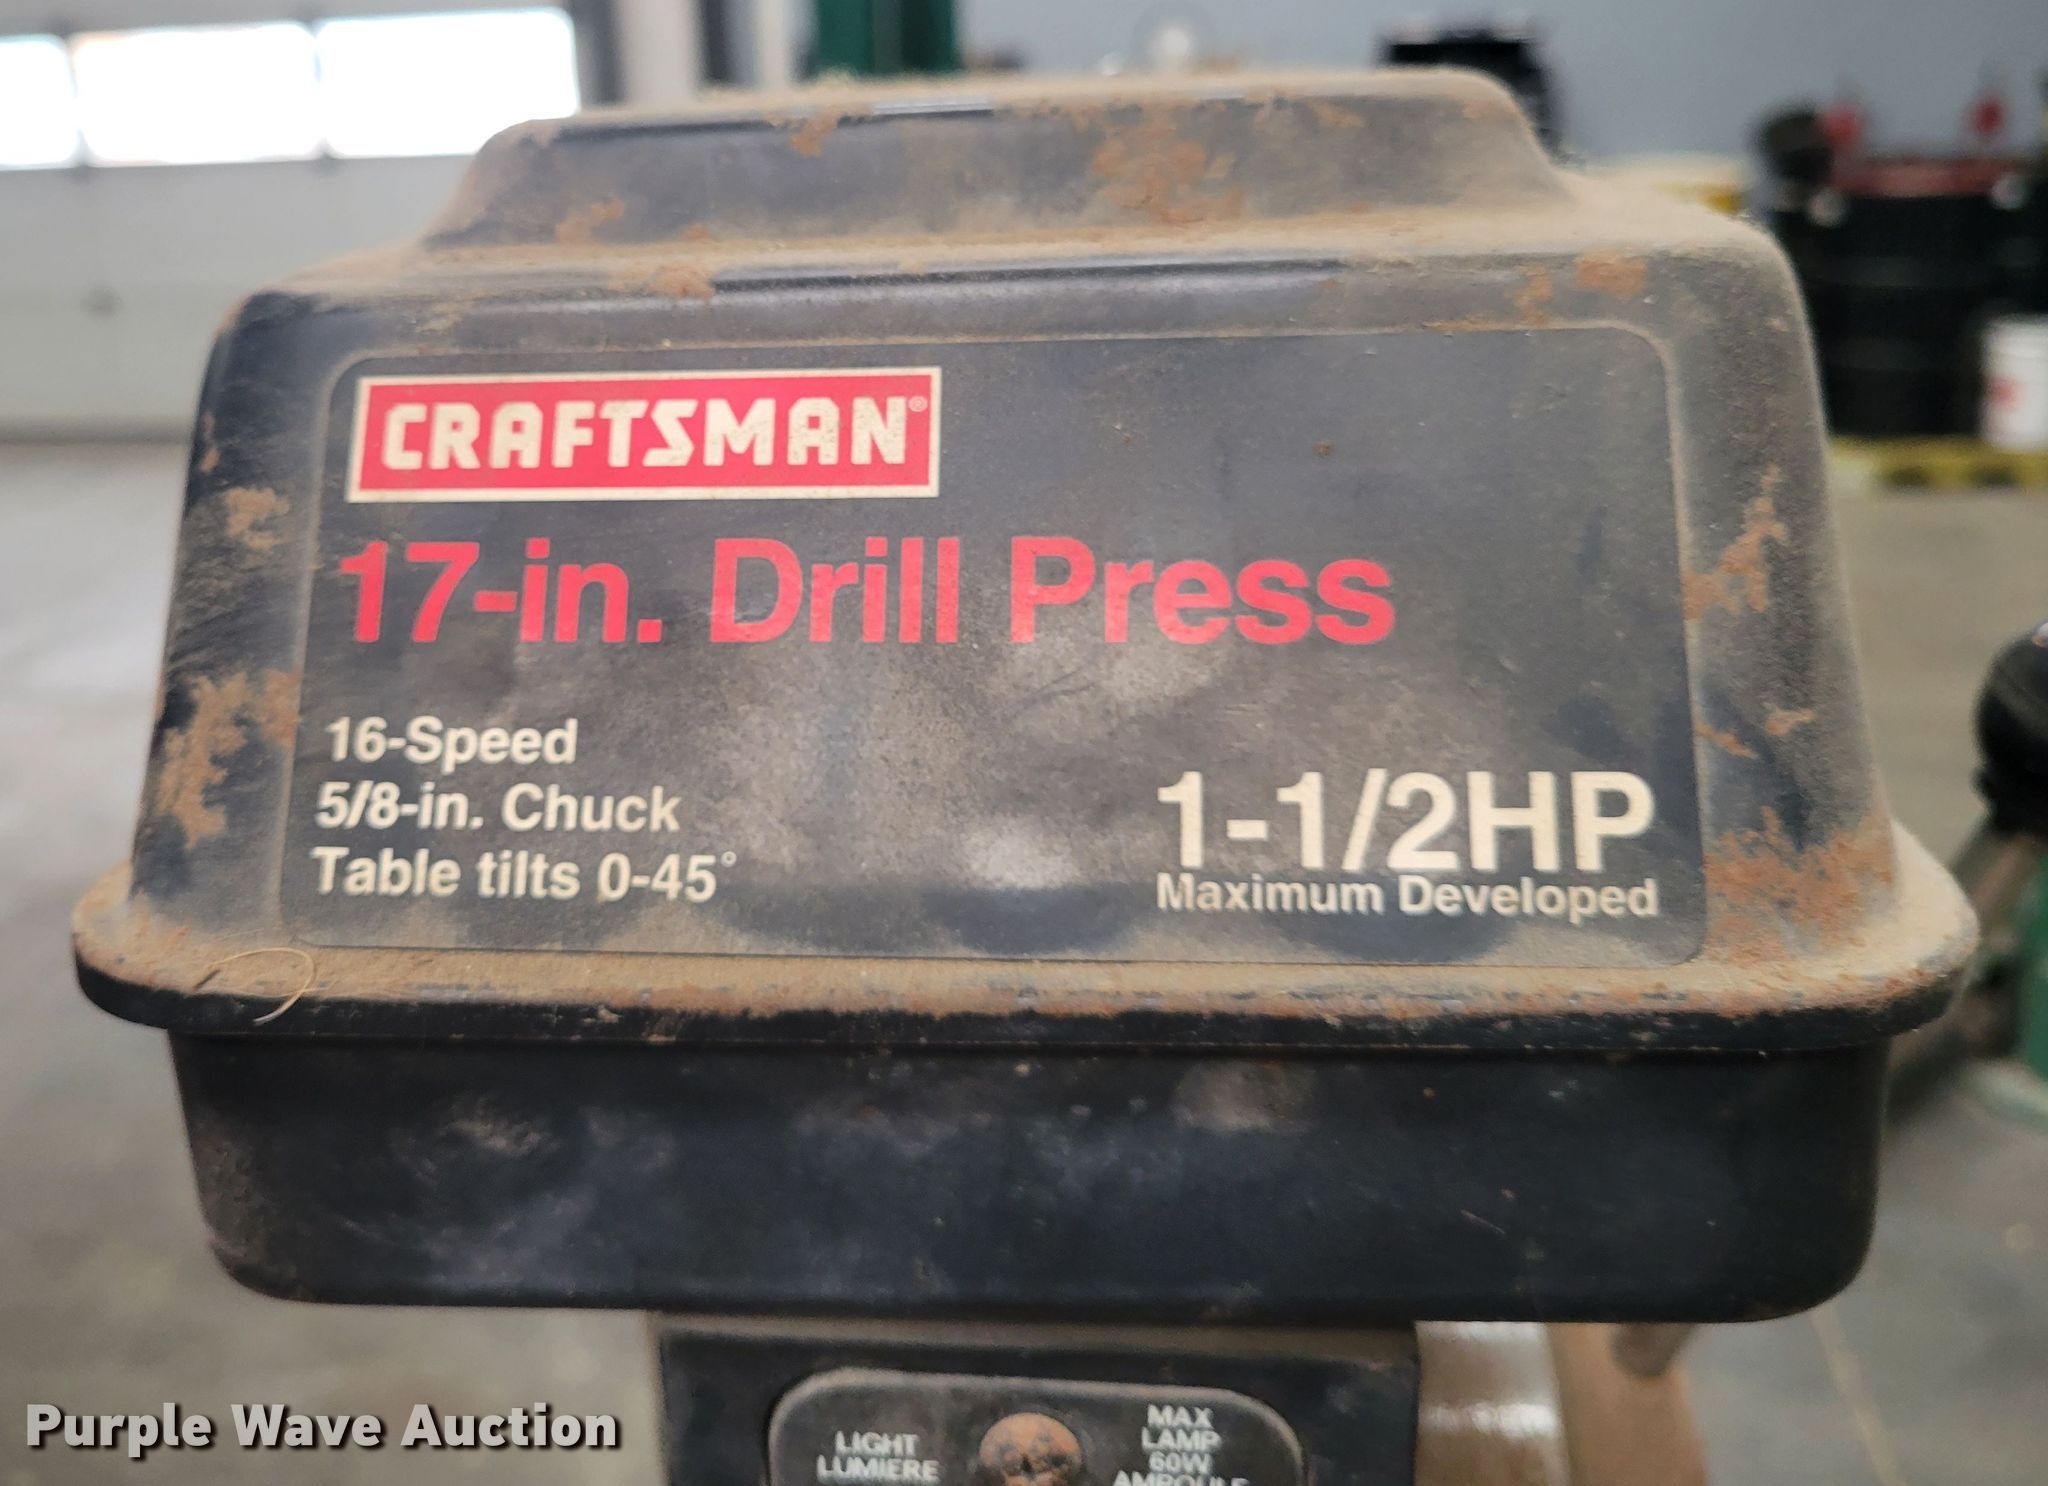 CRAFTSMAN®
17-in. Drill Press
16-Speed
5/8-in. Chuck
Table tilts 0-45°
1-1/2HP
Maximum Developed
LIGHT
LUMIERE
MAX
LAMP
60W
AMPOULE
Purple Wave Auction